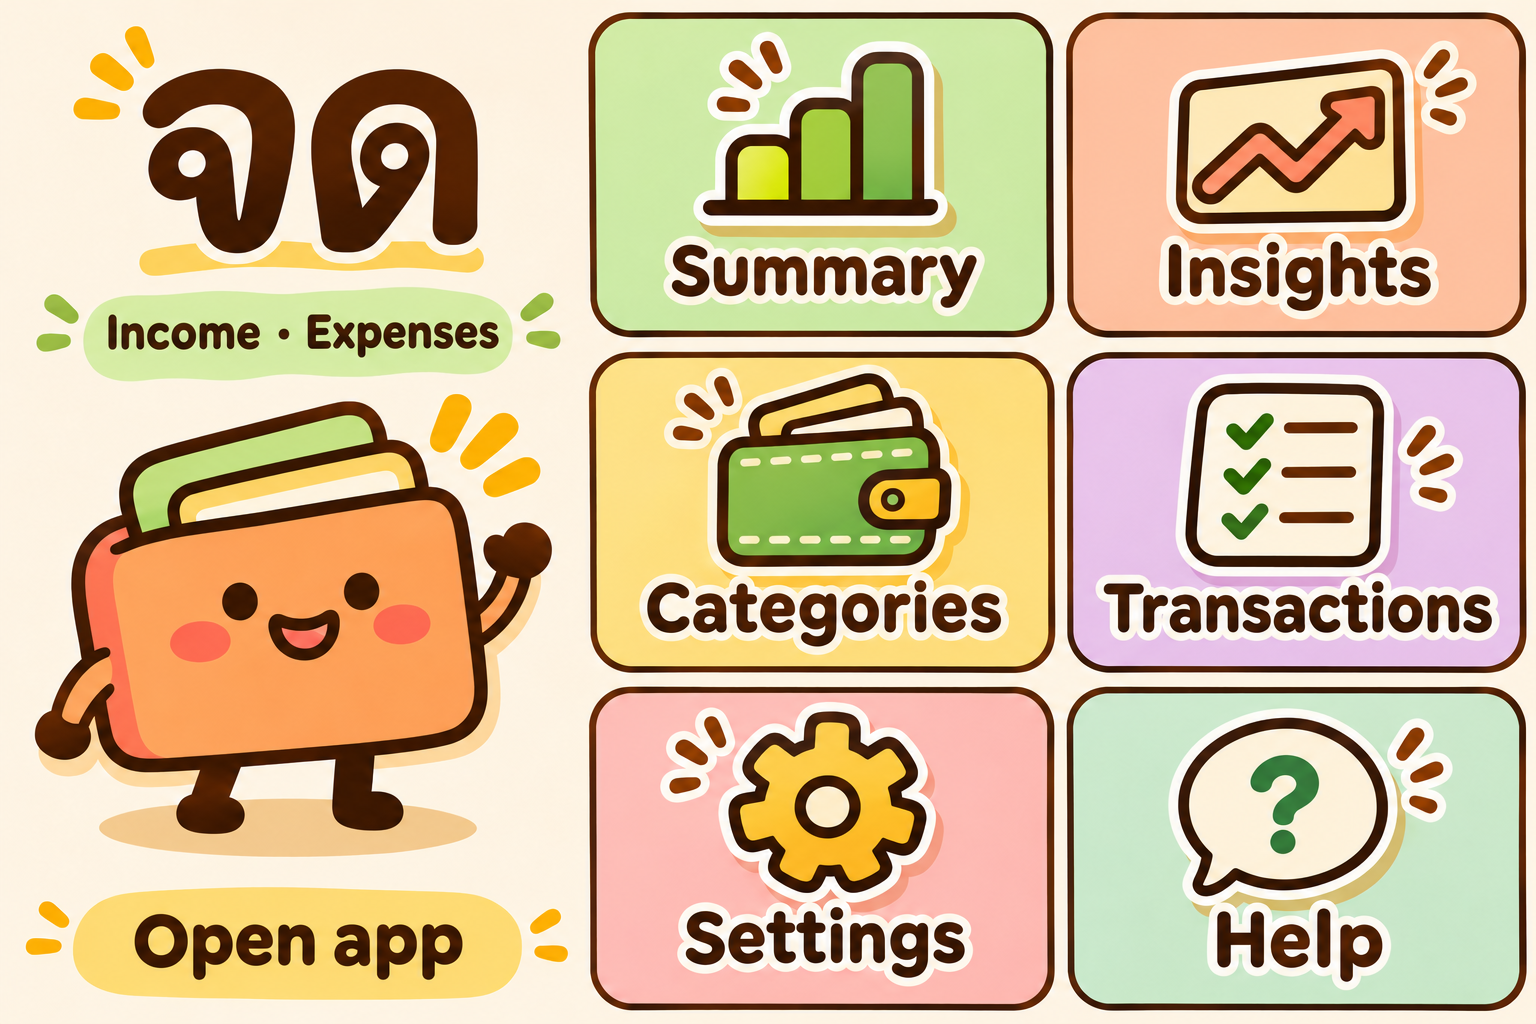 จด
Income · Expenses
Open app
Summary
Insights
Categories
Transactions
Settings
?
Help